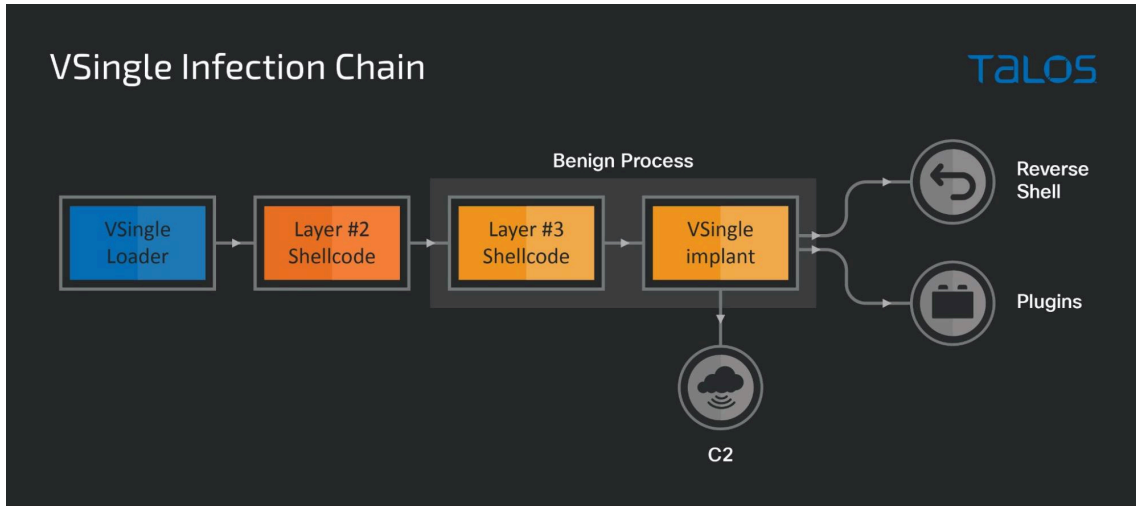 VSingle Infection Chain
TALOS
Benign Process
VSingle
Loader
Layer #2
Shellcode
Layer #3
Shellcode
VSingle
implant
Reverse
Shell
Plugins
C2